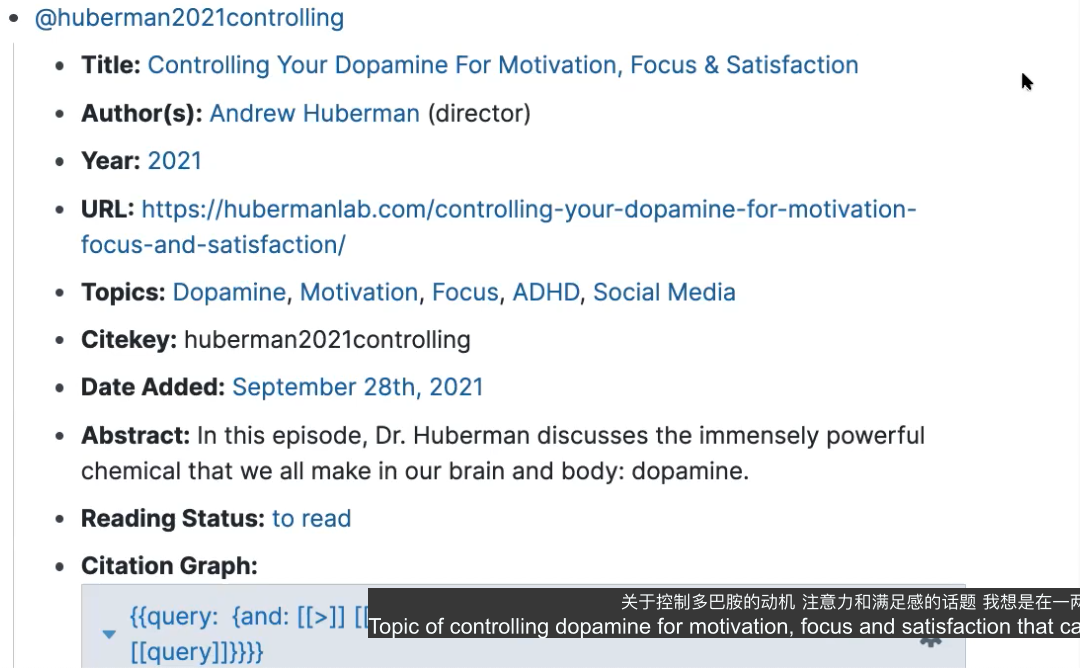 @huberman2021controlling
Title: Controlling Your Dopamine For Motivation, Focus & Satisfaction
Author(s): Andrew Huberman (director)
Year: 2021
URL: https://hubermanlab.com/controlling-your-dopamine-for-motivation-
focus-and-satisfaction/
Topics: Dopamine, Motivation, Focus, ADHD, Social Media
Citekey: huberman2021controlling
Date Added: September 28th, 2021
Abstract: In this episode, Dr. Huberman discusses the immensely powerful
chemical that we all make in our brain and body: dopamine.
Reading Status: to read
Citation Graph:
{{query: {and: [[>]] [[
[[query]]}}}}
关于控制多巴胺的动机 注意力和满足感的话题 我想是在一两
Topic of controlling dopamine for motivation, focus and satisfaction that ca